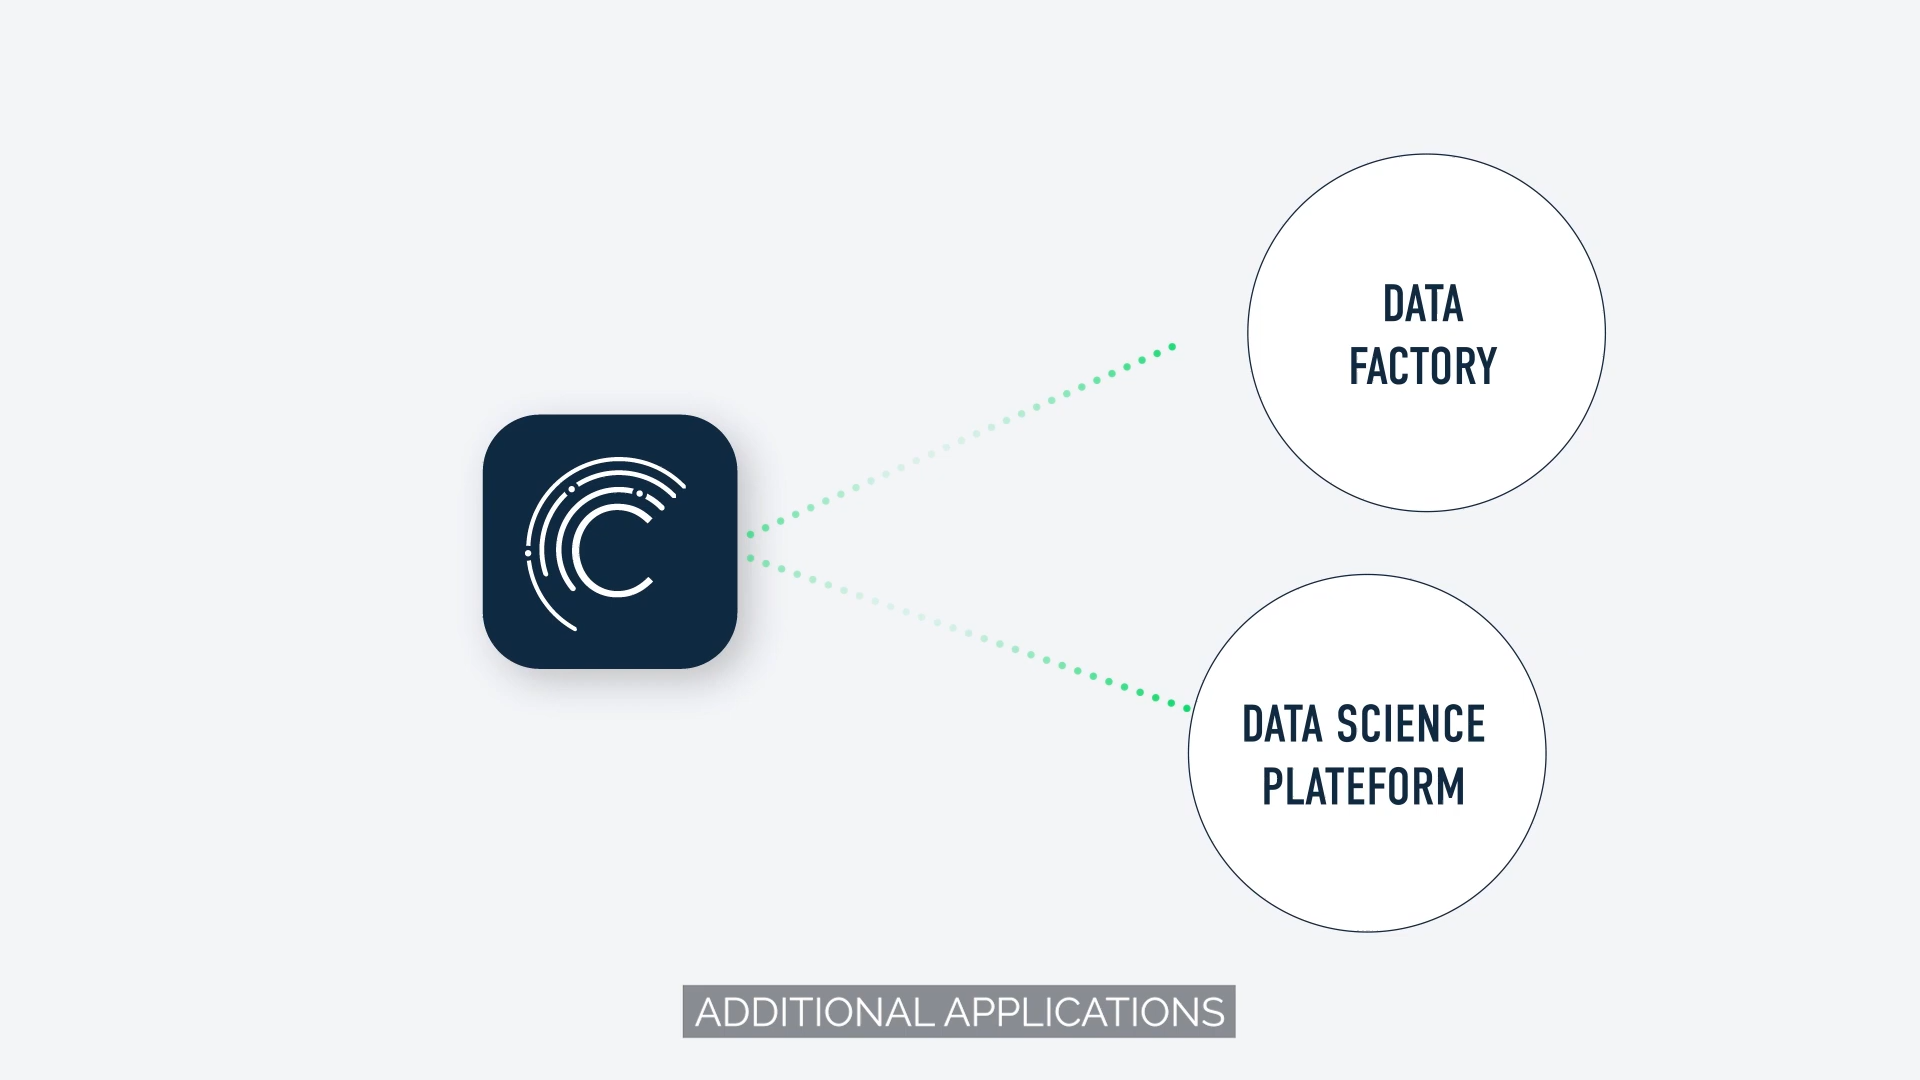 DATA
FACTORY
DATA SCIENCE
PLATEFORM
ADDITIONAL APPLICATIONS